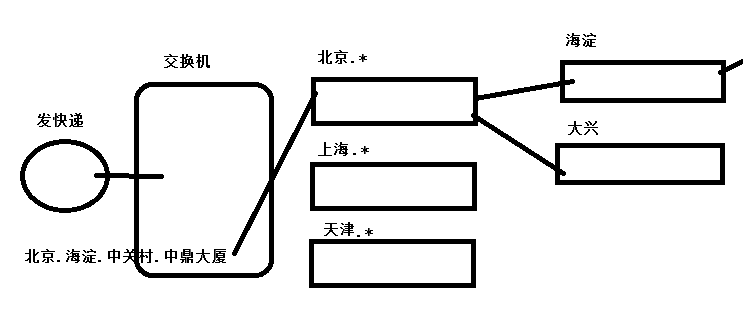 海淀
北京.*
交换机
发快递
大兴
上海.*
天津.*
北京.海淀.中关村.中鼎大厦